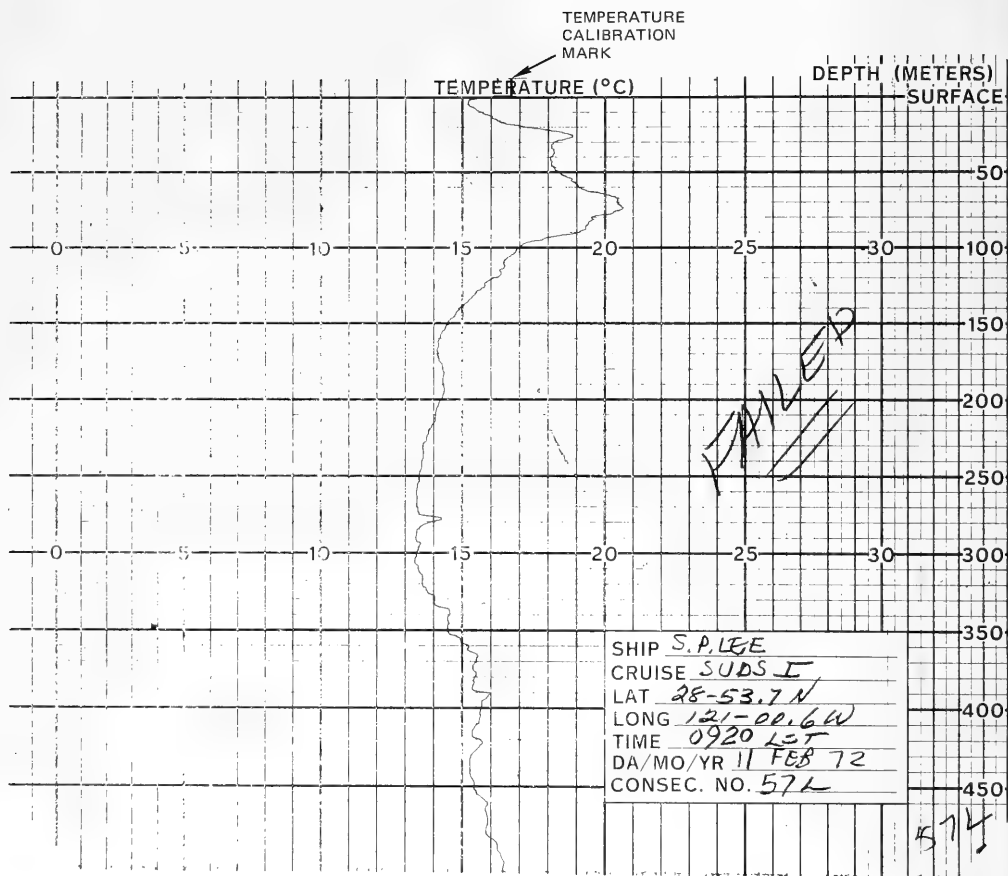 TEMPERATURE
CALIBRATION
MARK
TEMPERATURE (°C)
DEPTH (METERS)
SURFACE
50
0 5 10 15 20 25 30 100
150
FAILED
200
250
0 5 10 15 20 25 30 300
350
SHIP S.P. LEE
CRUISE SUDS I
LAT 28-53.7 N
400
LONG 121-00.6 W
TIME 0920 LST
DA/MO/YR 11 FEB 72
CONSEC. NO. 57L
450
57L